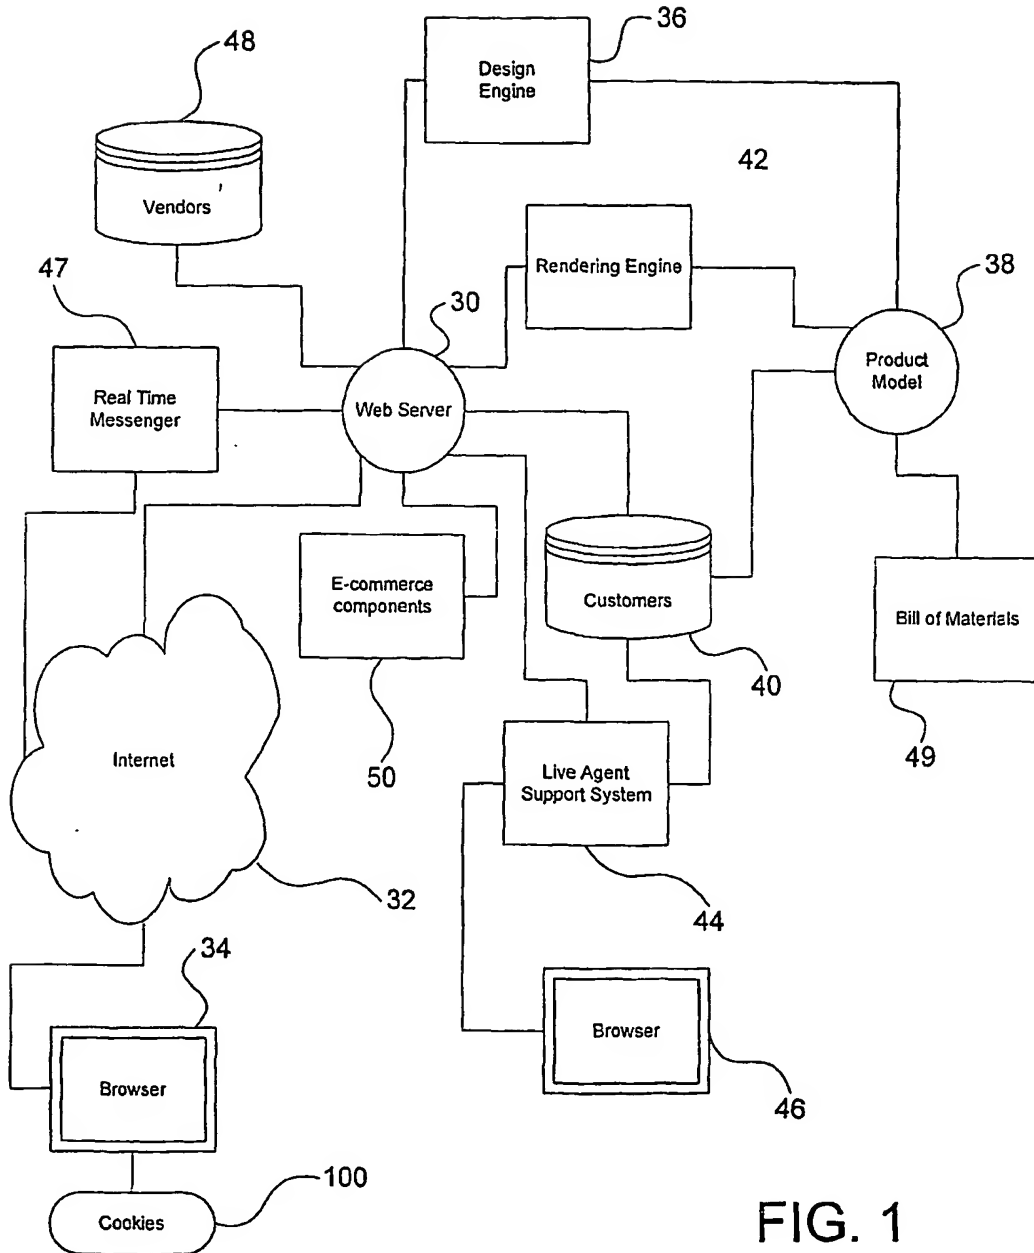 36
48
Design
Engine
42
Vendors
47
Rendering Engine
38
30
Product
Model
Real Time
Messenger
Web Server
E-commerce
components
Customers
Bill of Materials
40
49
50
Internet
Live Agent
Support System
32
44
34
Browser
Browser
46
100
Cookies
FIG. 1